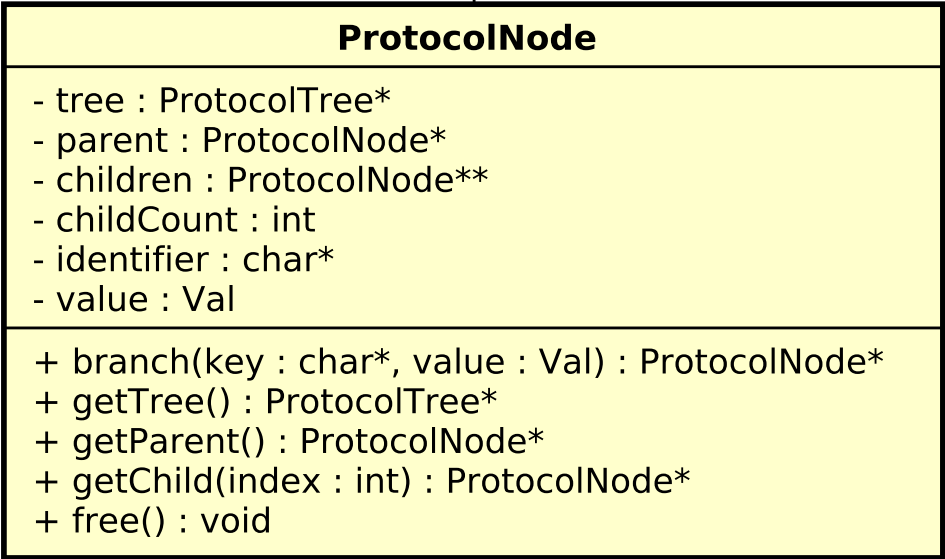 ProtocolNode
- tree : ProtocolTree*
- parent : ProtocolNode*
- children : ProtocolNode**
- childCount : int
- identifier : char*
- value : Val
+ branch(key : char*, value : Val) : ProtocolNode*
+ getTree() : ProtocolTree*
+ getParent() : ProtocolNode*
+ getChild(index : int) : ProtocolNode*
+ free() : void